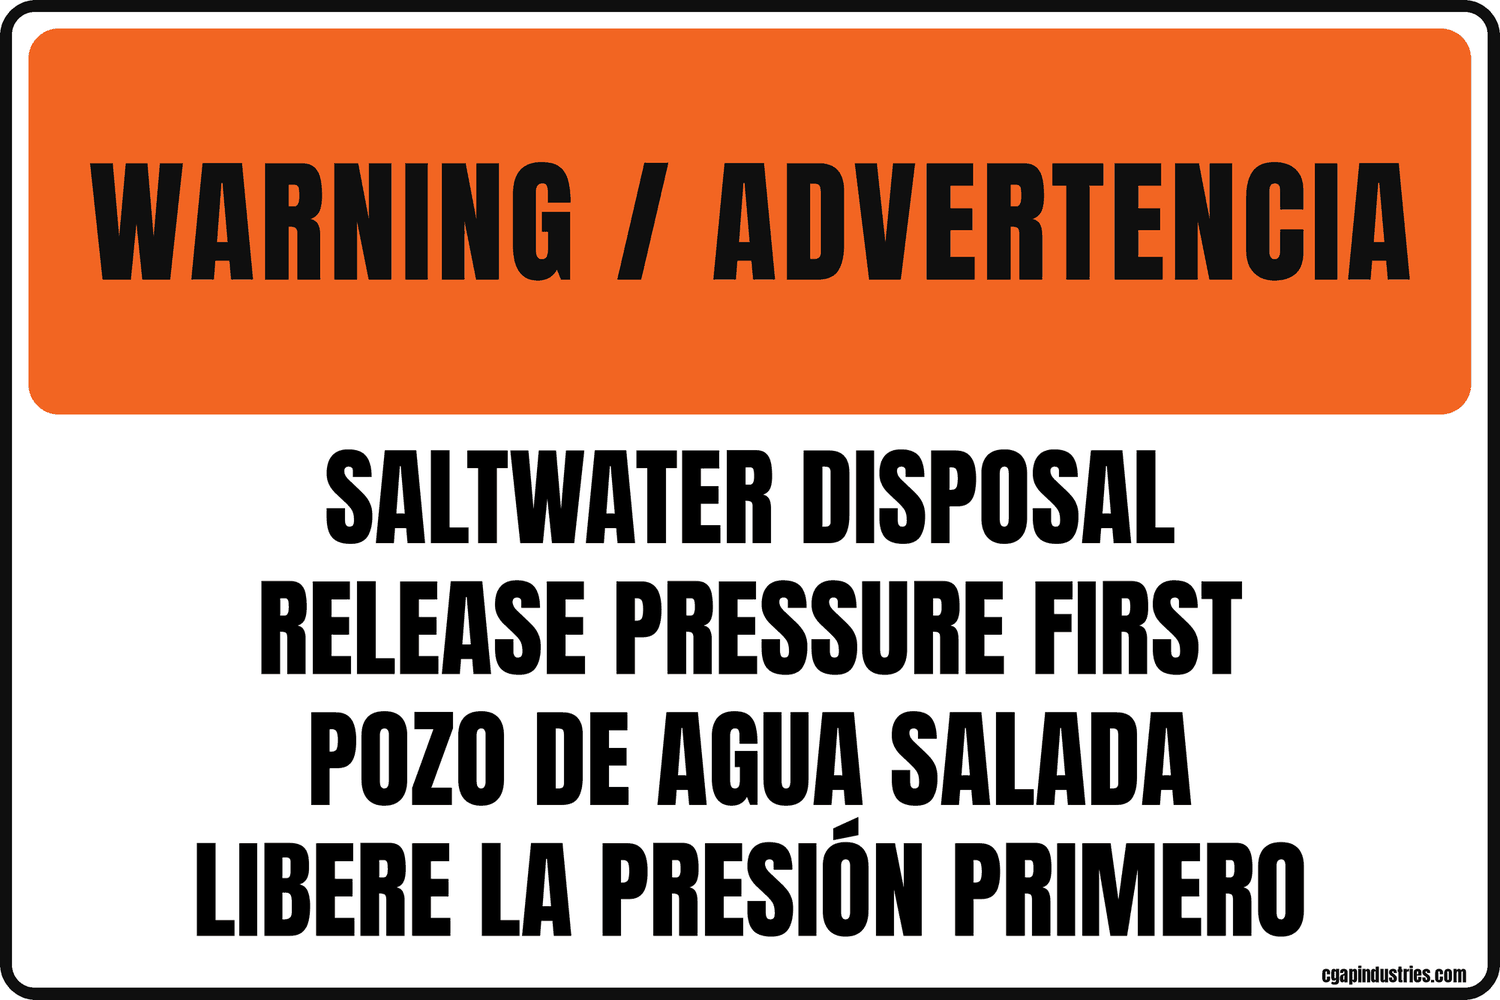 WARNING / ADVERTENCIA
SALTWATER DISPOSAL
RELEASE PRESSURE FIRST
POZO DE AGUA SALADA
LIBERE LA PRESIÓN PRIMERO
cgapindustries.com